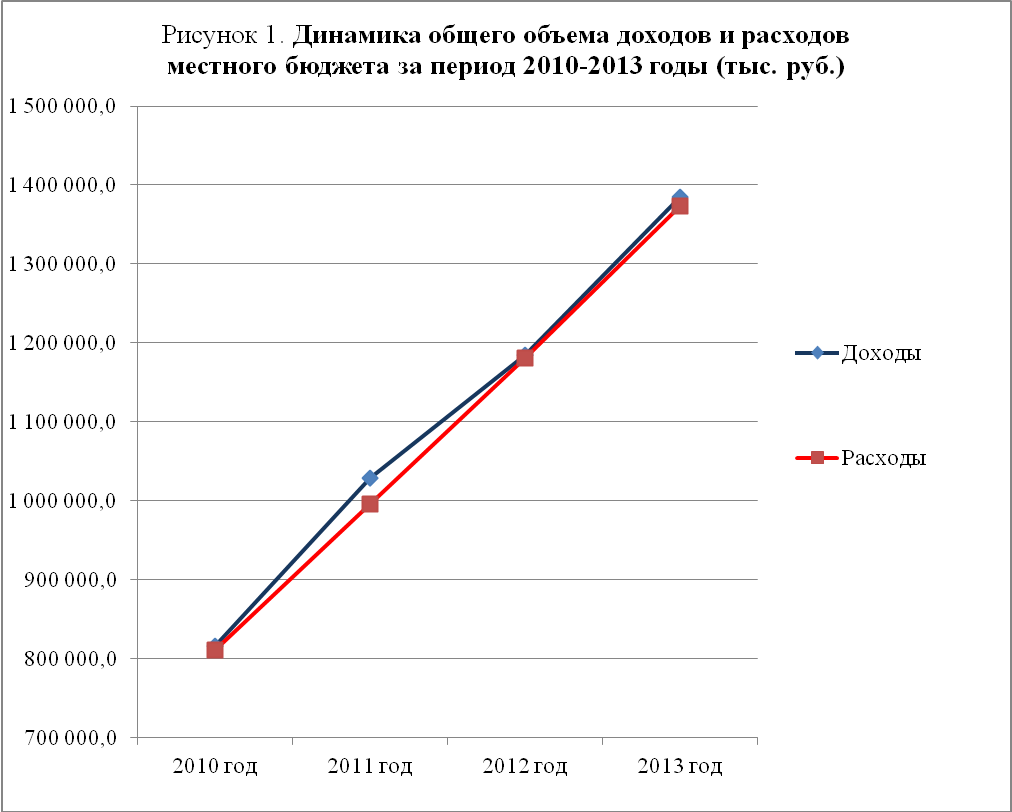 Рисунок 1. Динамика общего объема доходов и расходов
местного бюджета за период 2010-2013 годы (тыс. руб.)
1 500 000,0
1 400 000,0
1 300 000,0
1 200 000,0
1 100 000,0
1 000 000,0
900 000,0
800 000,0
700 000,0
2010 год
2011 год
2012 год
2013 год
Доходы
Расходы